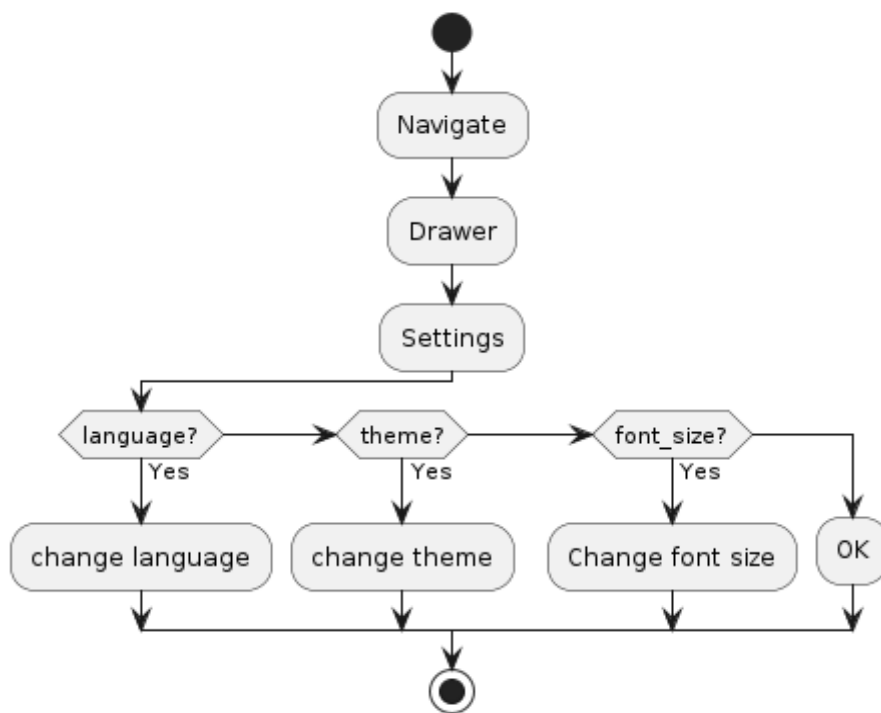 Navigate
Drawer
Settings
language?
theme?
font_size?
Yes
Yes
Yes
change language
change theme
Change font size
OK